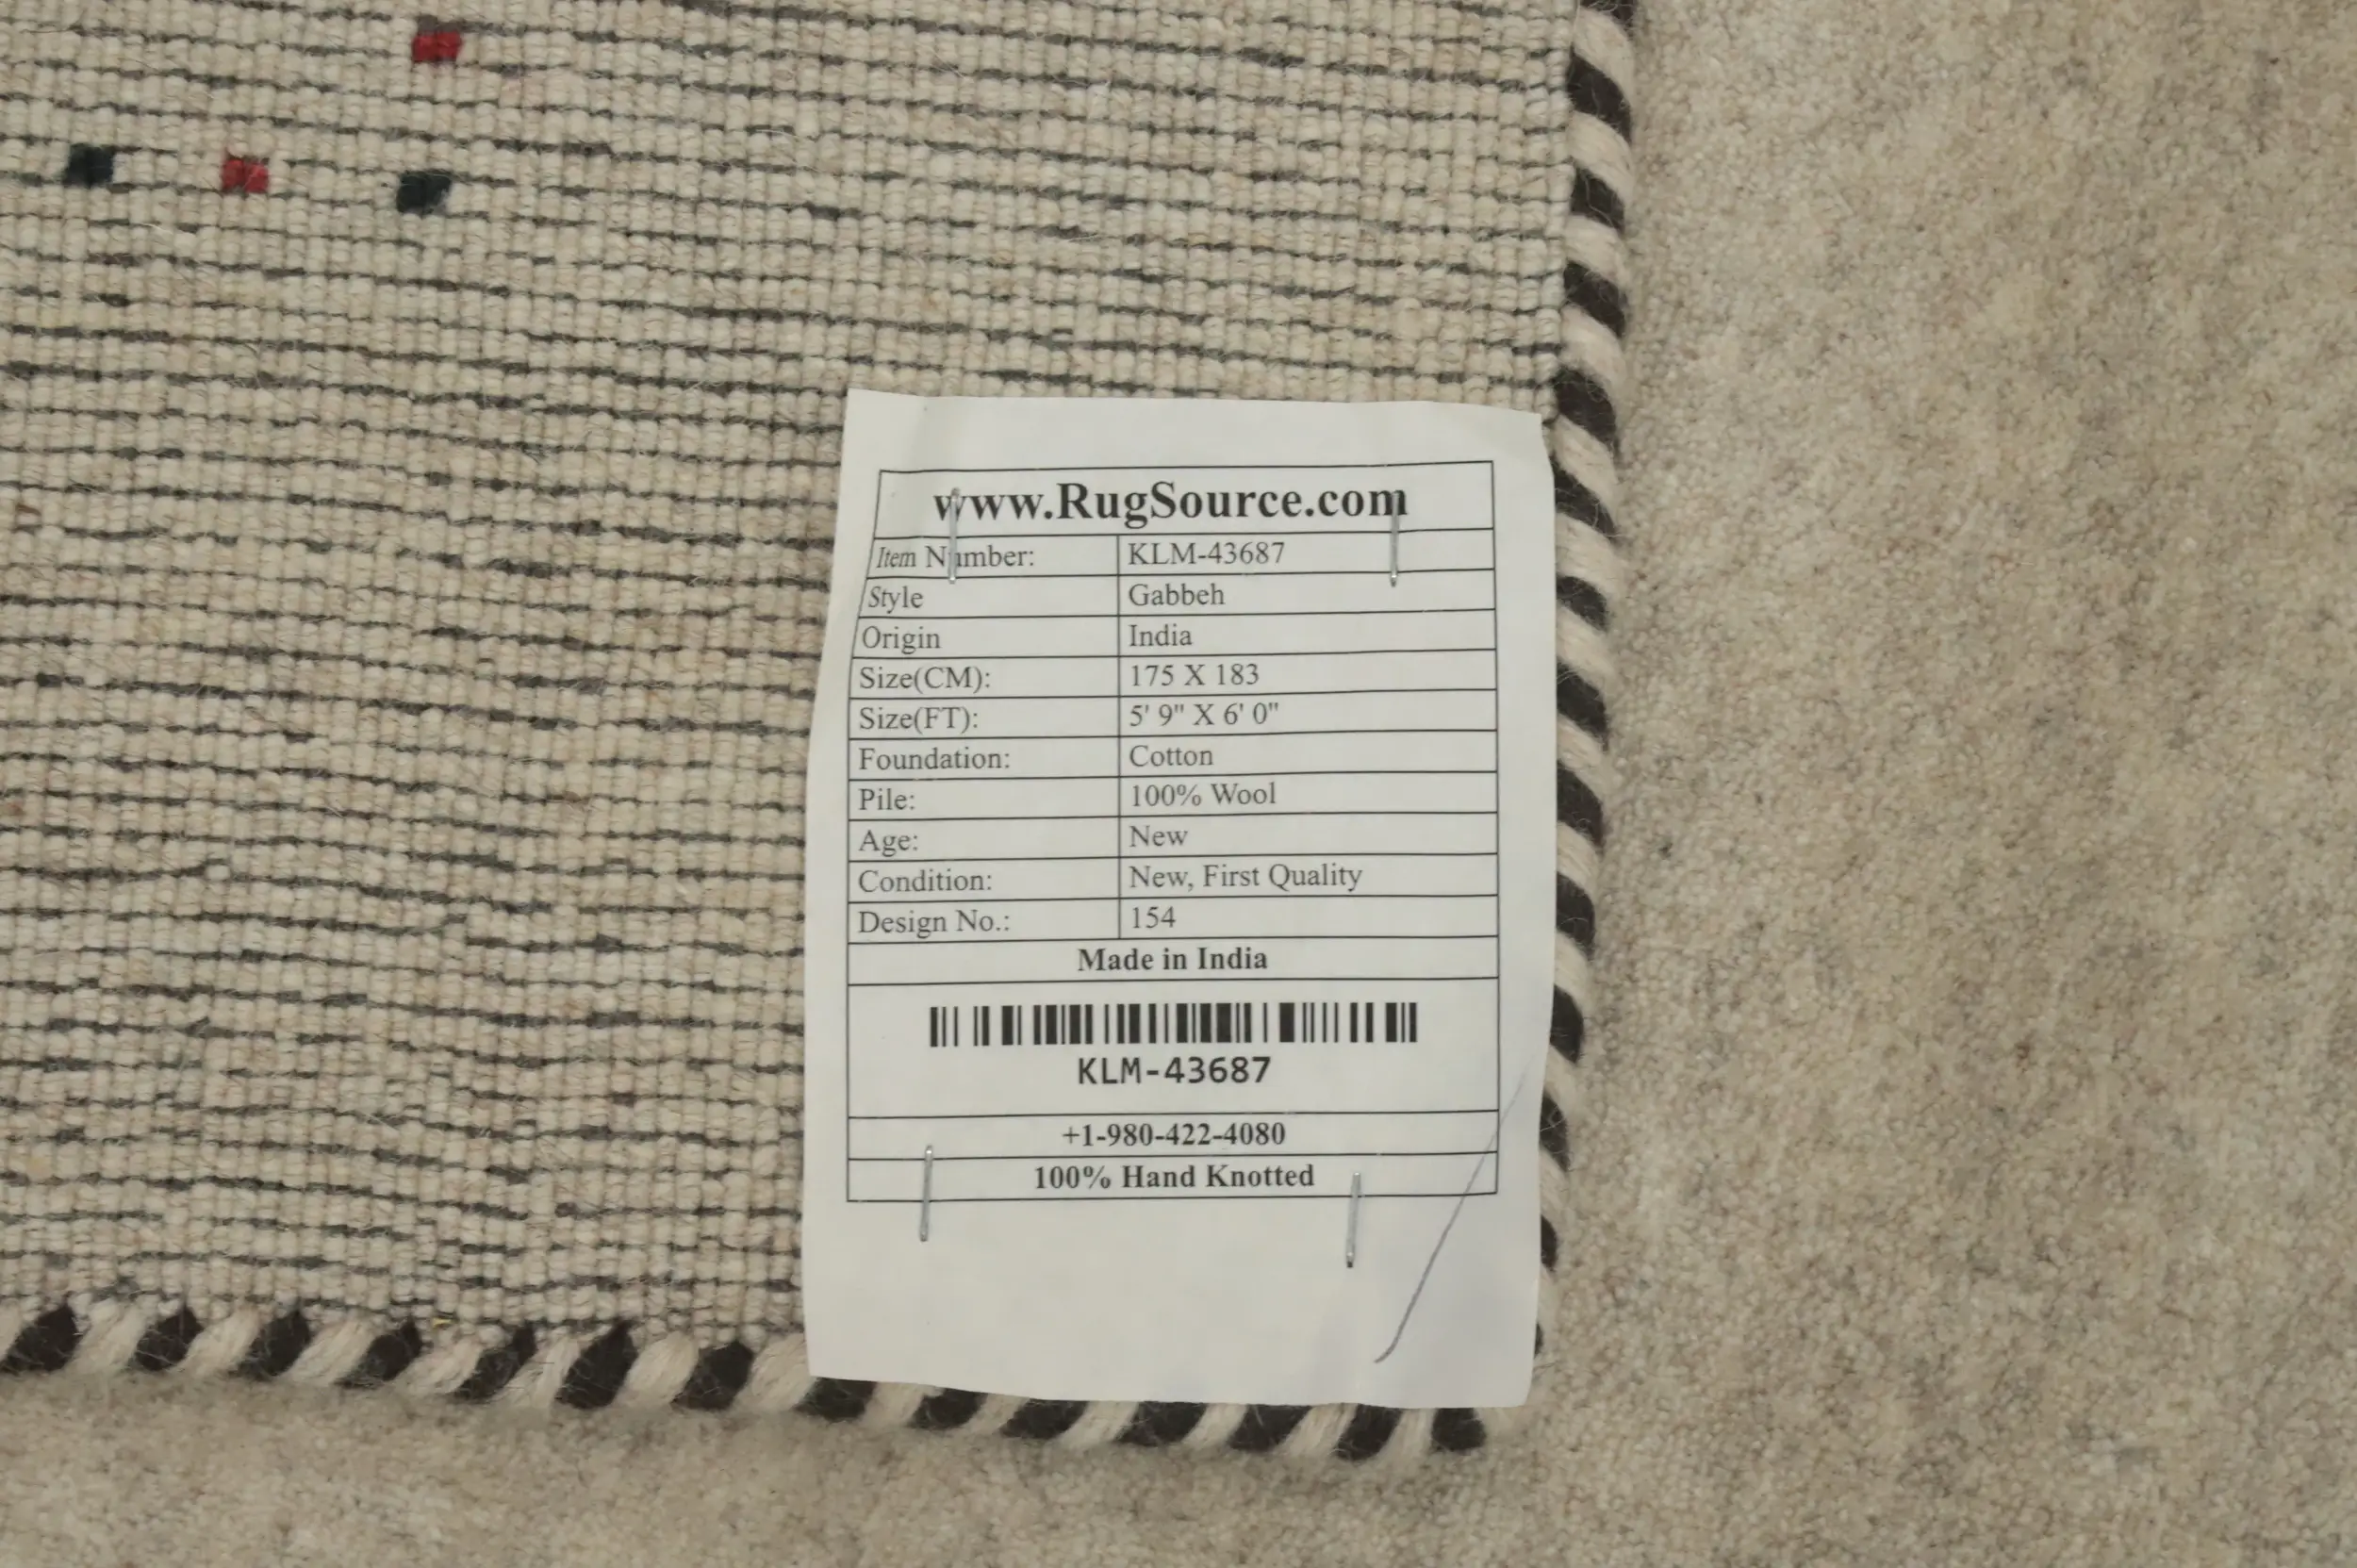 www.RugSource.com
Item Number: KLM-43687
Style Gabbeh
Origin India
Size(CM): 175 X 183
Size(FT): 5' 9" X 6' 0"
Foundation: Cotton
Pile: 100% Wool
Age: New
Condition: New, First Quality
Design No.: 154
Made in India
KLM-43687
+1-980-422-4080
100% Hand Knotted